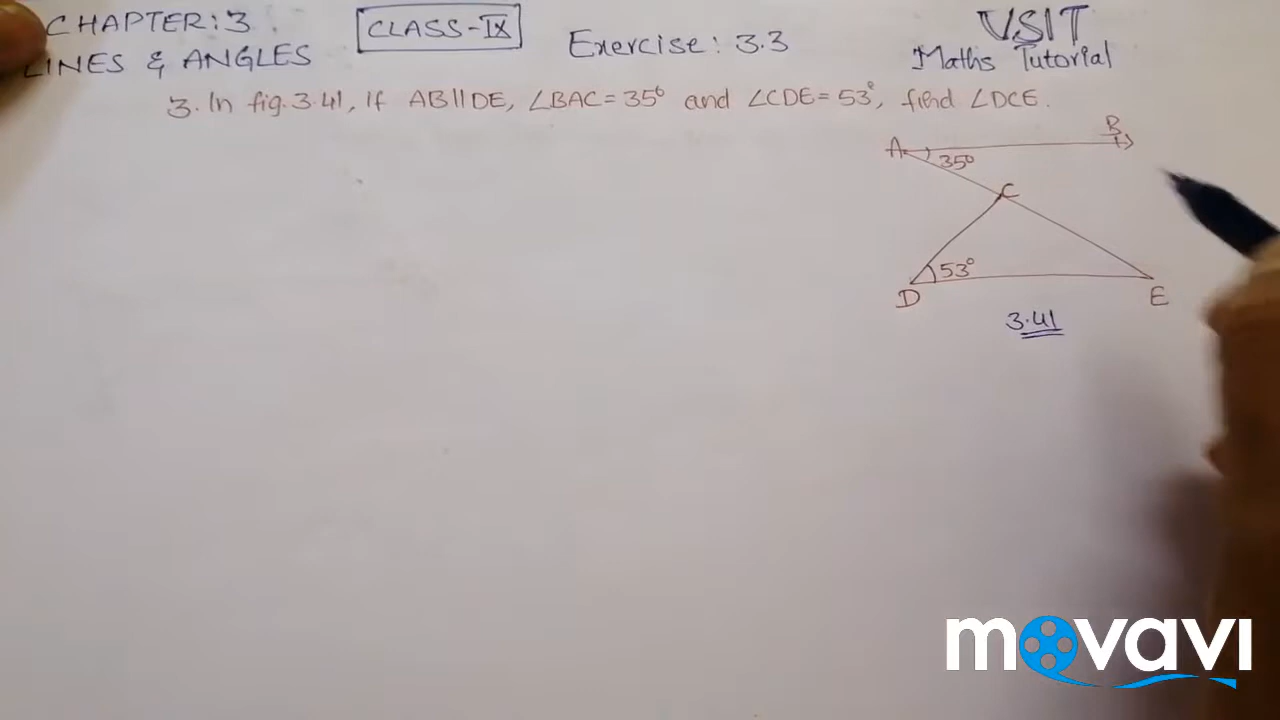 CHAPTER: 3
LINES & ANGLES
CLASS-IX
Exercise: 3.3
VSIT
Maths Tutorial
3. In fig. 3.41, if AB||DE, ∠BAC = 35° and ∠CDE = 53°, find ∠DCE.
A
B
35°
C
53°
D
E
3.41
movavi